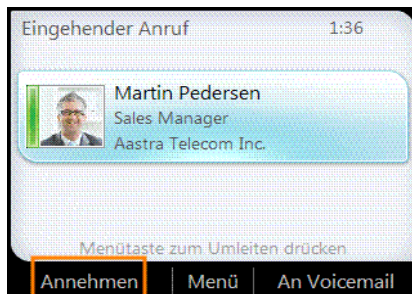 Eingehender Anruf 1:36
Martin Pedersen
Sales Manager
Aastra Telecom Inc.
Menütaste zum Umleiten drücken
Annehmen Menü An Voicemail